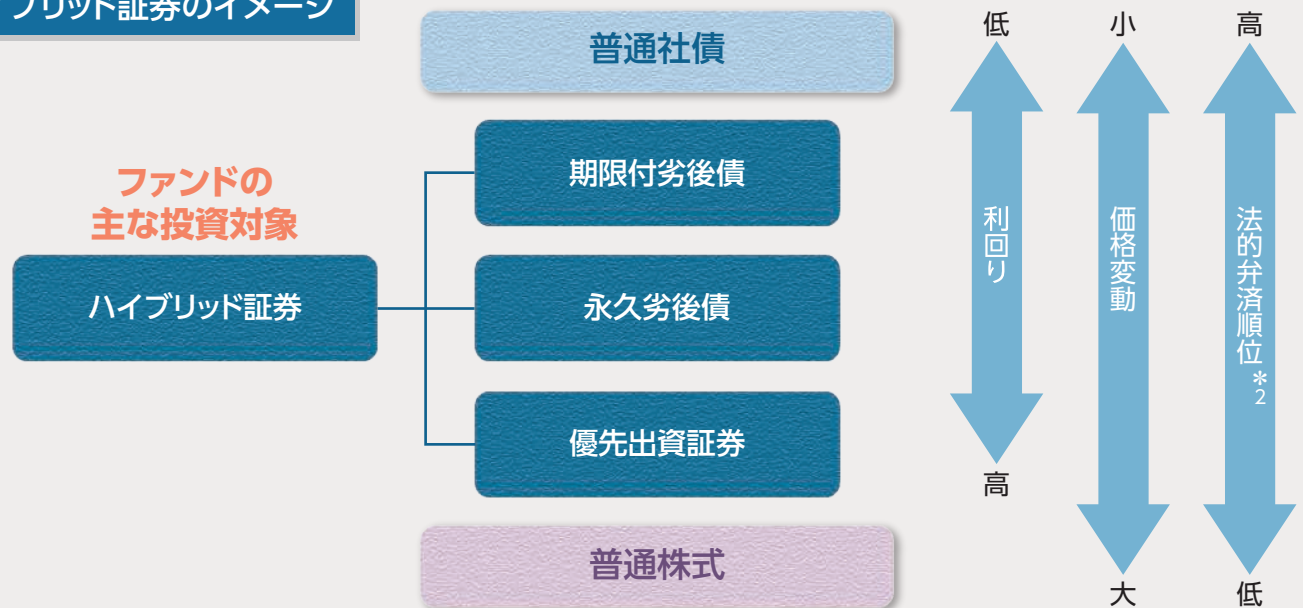 ブリッド証券のイメージ
普通社債
期限付劣後債
ファンドの
主な投資対象
ハイブリッド証券
永久劣後債
優先出資証券
普通株式
低
利回り
高
小
価格変動
大
高
法的弁済順位*2
低